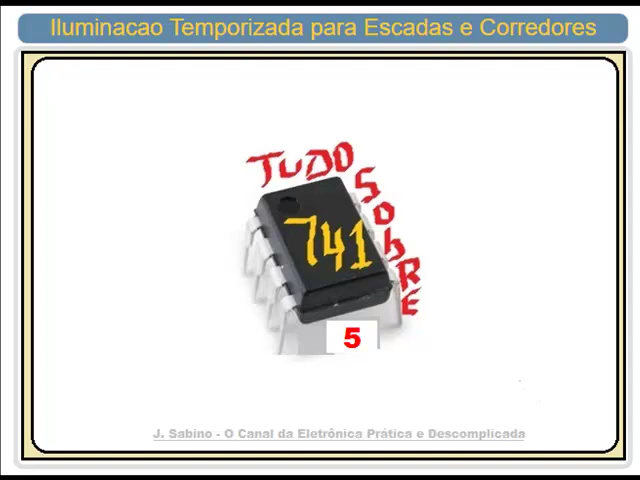 Iluminacao Temporizada para Escadas e Corredores
TUDO
SobRE
741
5
J. Sabino - O Canal da Eletrônica Prática e Descomplicada